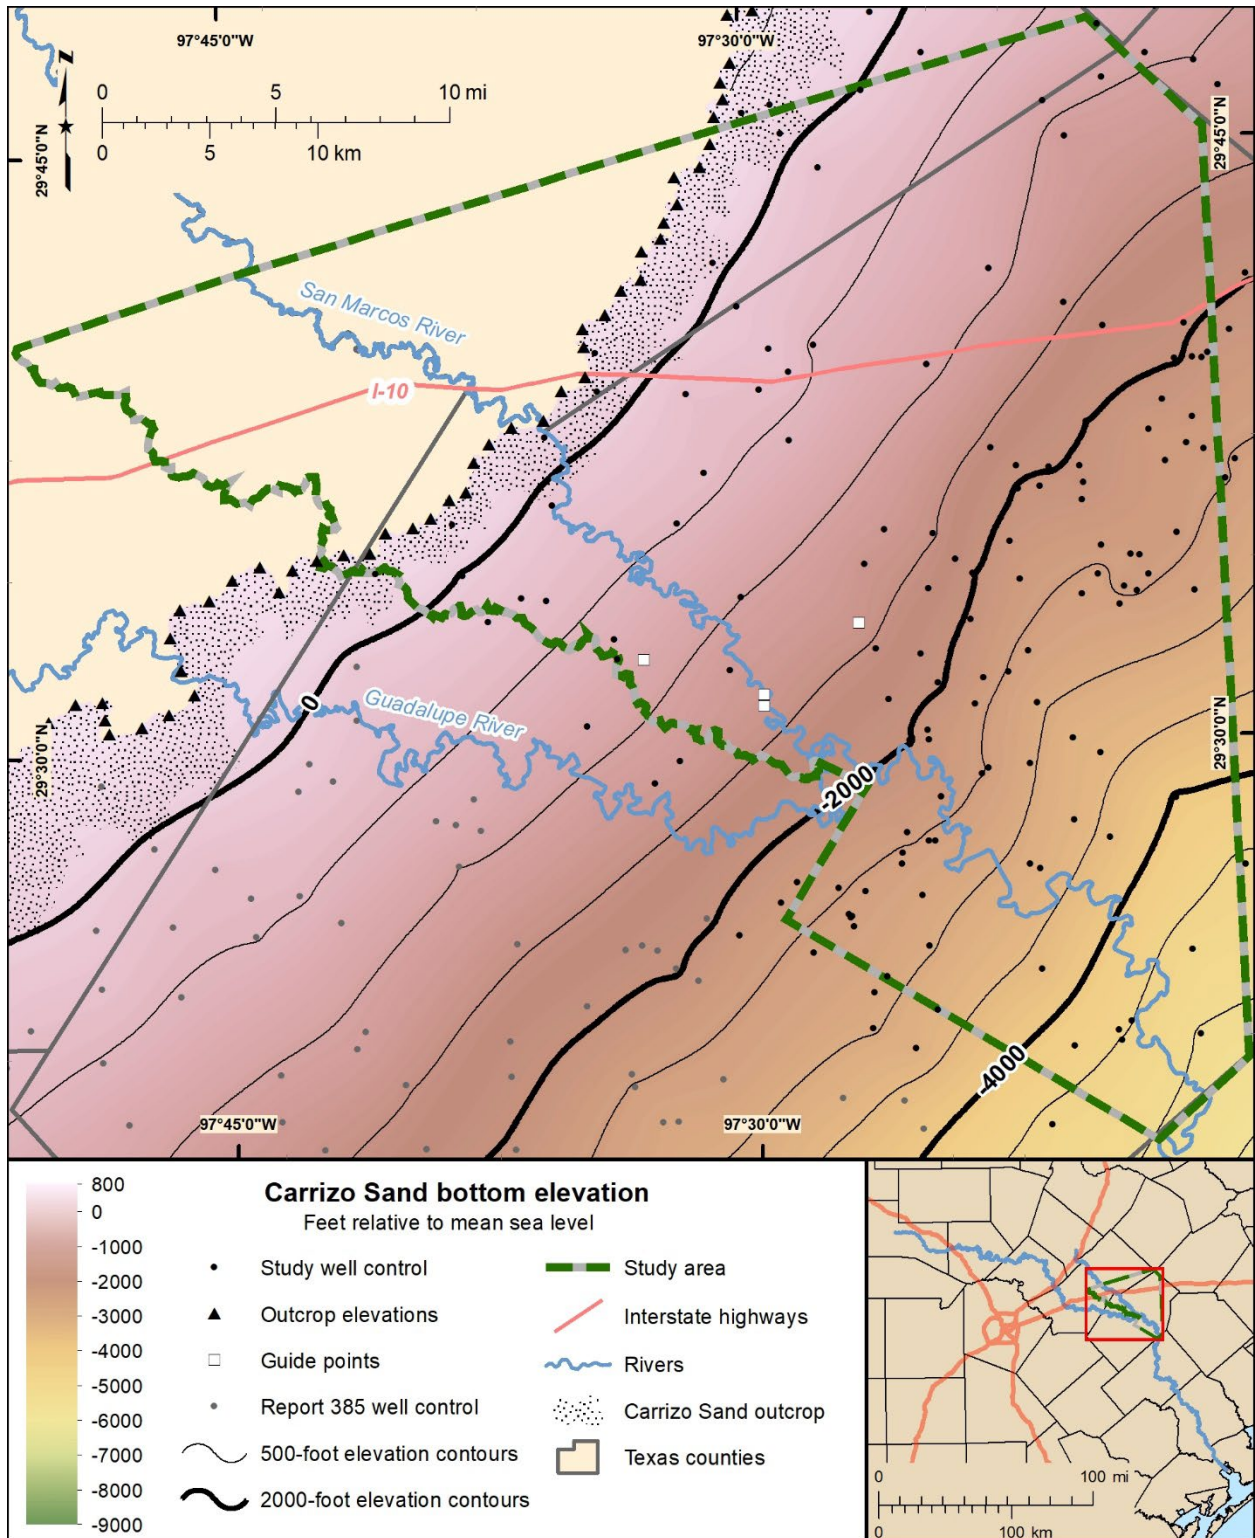 97°45'0"W
97°30'0"W
N
0 5 10 mi
0 5 10 km
29°45'0"N
29°45'0"N
San Marcos River
I-10
0
Guadalupe River
29°30'0"N
29°30'0"N
-2000
-4000
97°45'0"W
97°30'0"W
Carrizo Sand bottom elevation
Feet relative to mean sea level
800
0
-1000
-2000
-3000
-4000
-5000
-6000
-7000
-8000
-9000
Study well control
Outcrop elevations
Guide points
Report 385 well control
500-foot elevation contours
2000-foot elevation contours
Study area
Interstate highways
Rivers
Carrizo Sand outcrop
Texas counties
0 100 mi
0 100 km